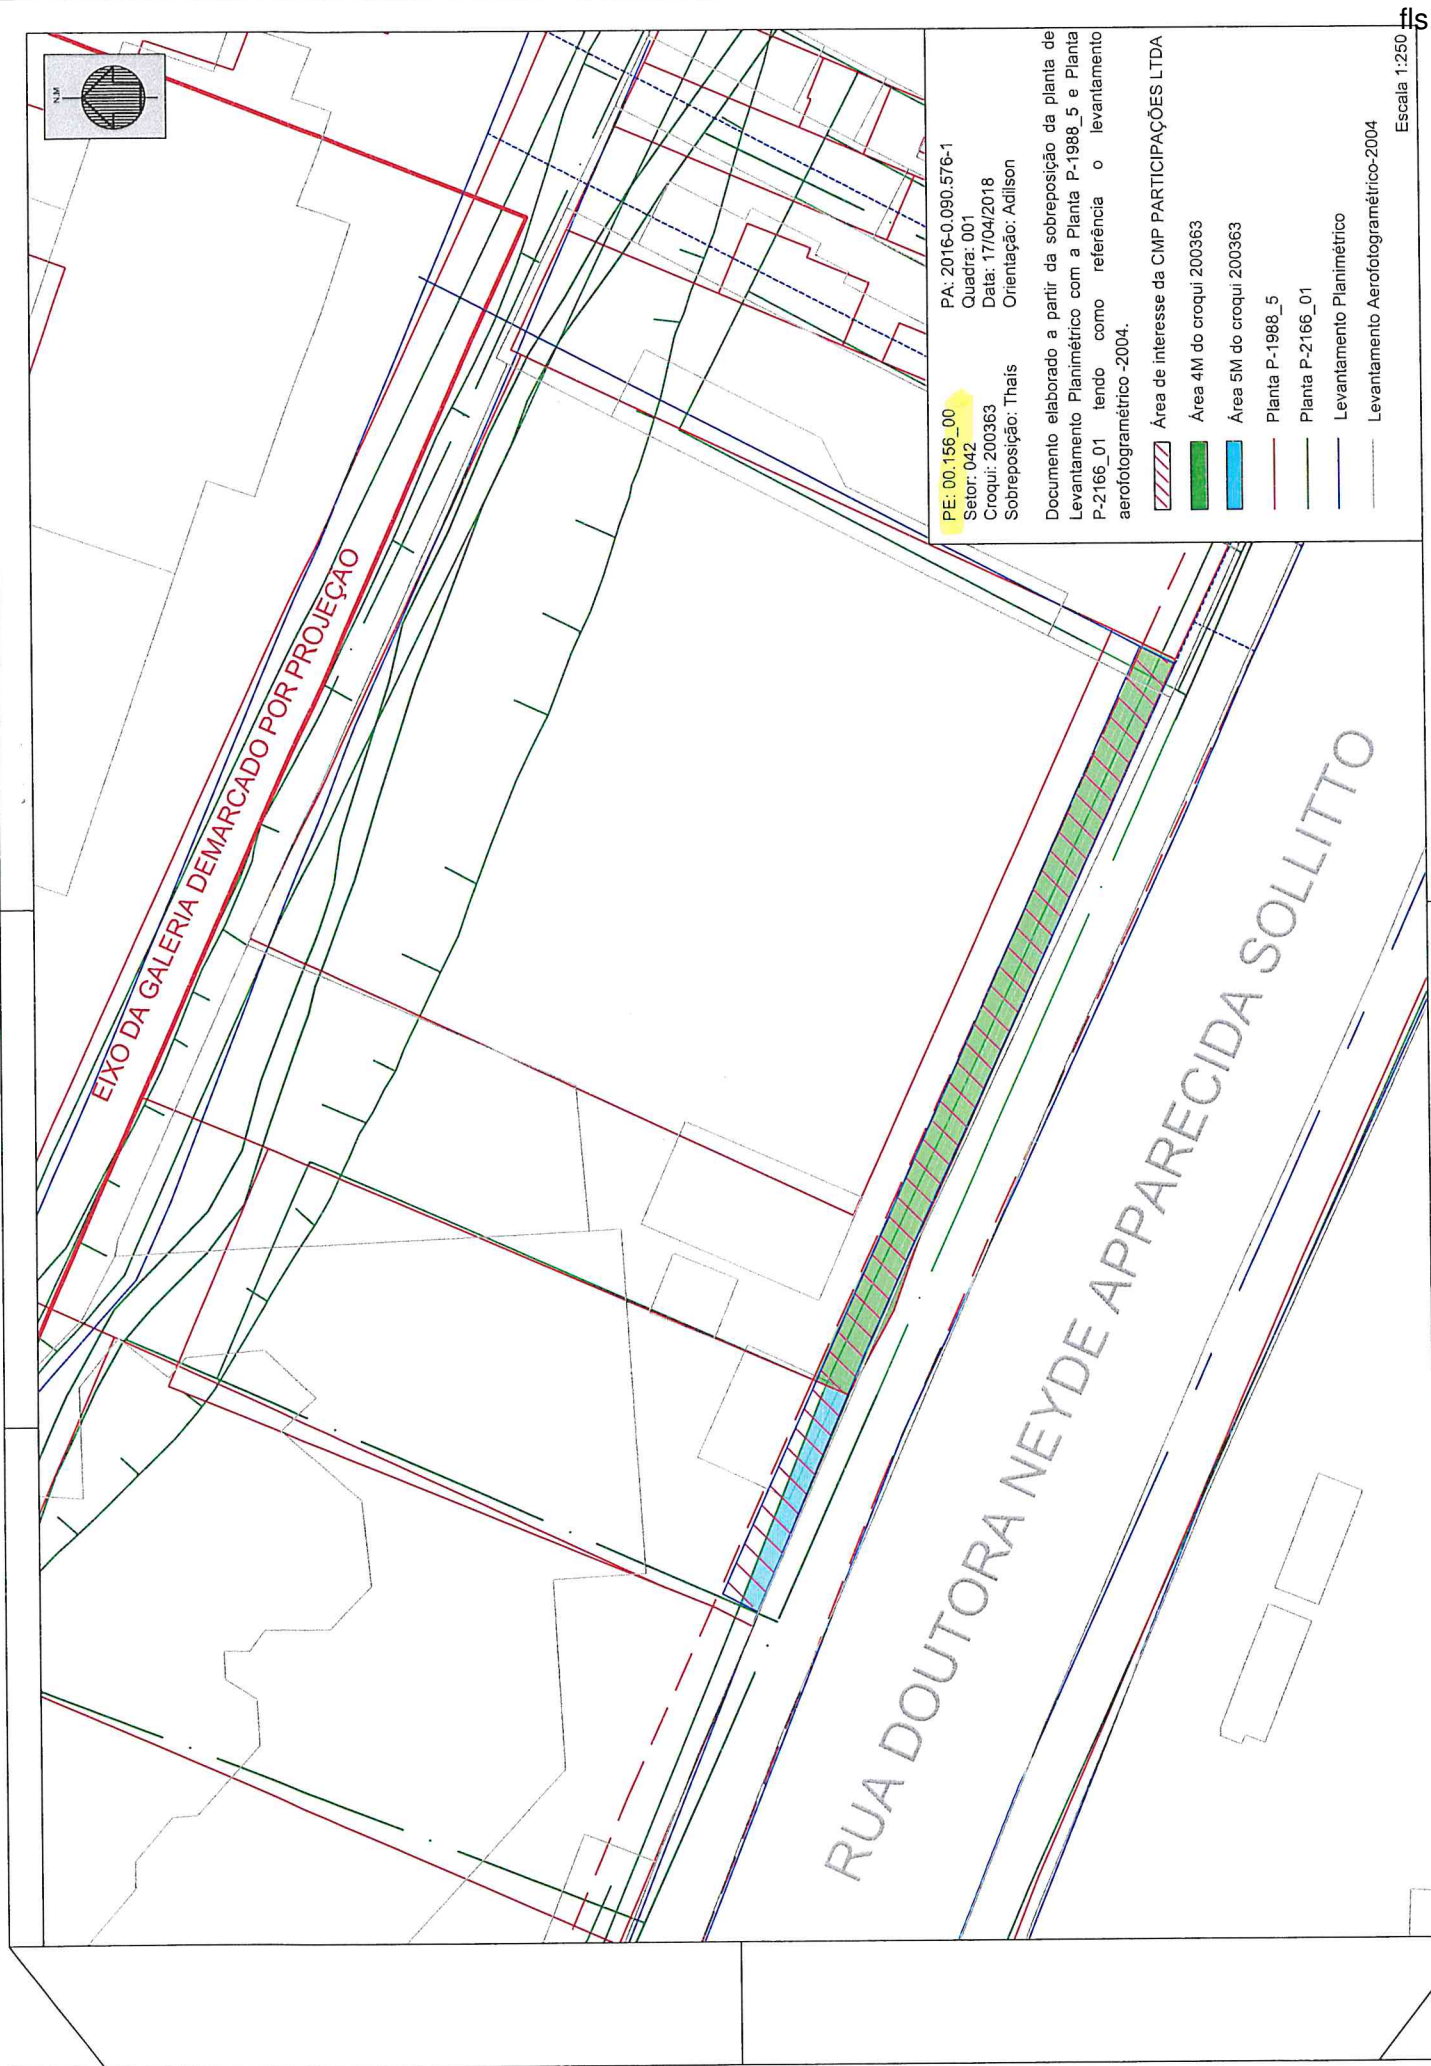 fls
N.M
EIXO DA GALERIA DEMARCADO POR PROJEÇÃO
RUA DOUTORA NEYDE APPARECIDA SOLLITTO
PE: 00.156_00 PA: 2016-0.090.576-1
Setor: 042 Quadra: 001
Croqui: 200363 Data: 17/04/2018
Sobreposição: Thais Orientação: Adilson
Documento elaborado a partir da sobreposição da planta de
Levantamento Planimétrico com a Planta P-1988_5 e Planta
P-2166_01 tendo como referência o levantamento
aerofotogramétrico -2004.
Área de interesse da CMP PARTICIPAÇÕES LTDA
Área 4M do croqui 200363
Área 5M do croqui 200363
Planta P-1988_5
Planta P-2166_01
Levantamento Planimétrico
Levantamento Aerofotogramétrico-2004
Escala 1:250